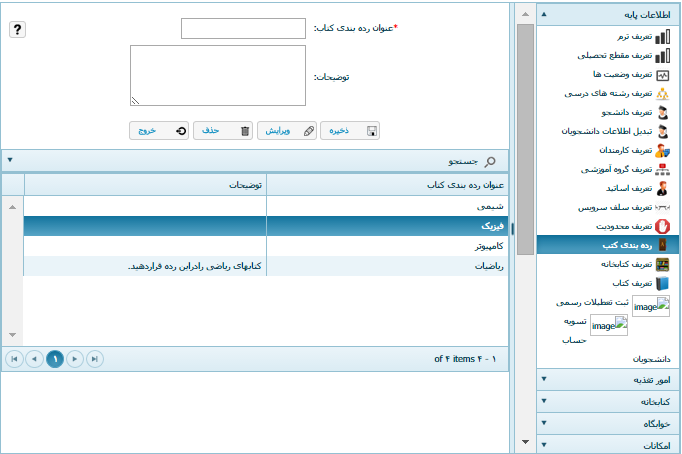 اطلاعات پایه
تعریف ترم
تعریف مقطع تحصیلی
تعریف وضعیت ها
تعریف رشته های درسی
تعریف دانشجو
تبدیل اطلاعات دانشجویان
تعریف کارمندان
تعریف گروه آموزشی
تعریف اساتید
تعریف سلف سرویس
تعریف محدودیت
رده بندی کتب
تعریف کتابخانه
تعریف کتاب
image ثبت تعطیلات رسمی
image تسویه
حساب
دانشجویان
امور تغذیه
کتابخانه
خوابگاه
امکانات
*عنوان رده بندی کتاب:
?
توضیحات:
ذخیره ویرایش حذف خروج
جستجو
عنوان رده بندی کتاب توضیحات
شیمی
فیزیک
کامپیوتر
ریاضیات کتابهای ریاضی رادراین رده قراردهید.
۱ - ۴ of ۴ items
۱